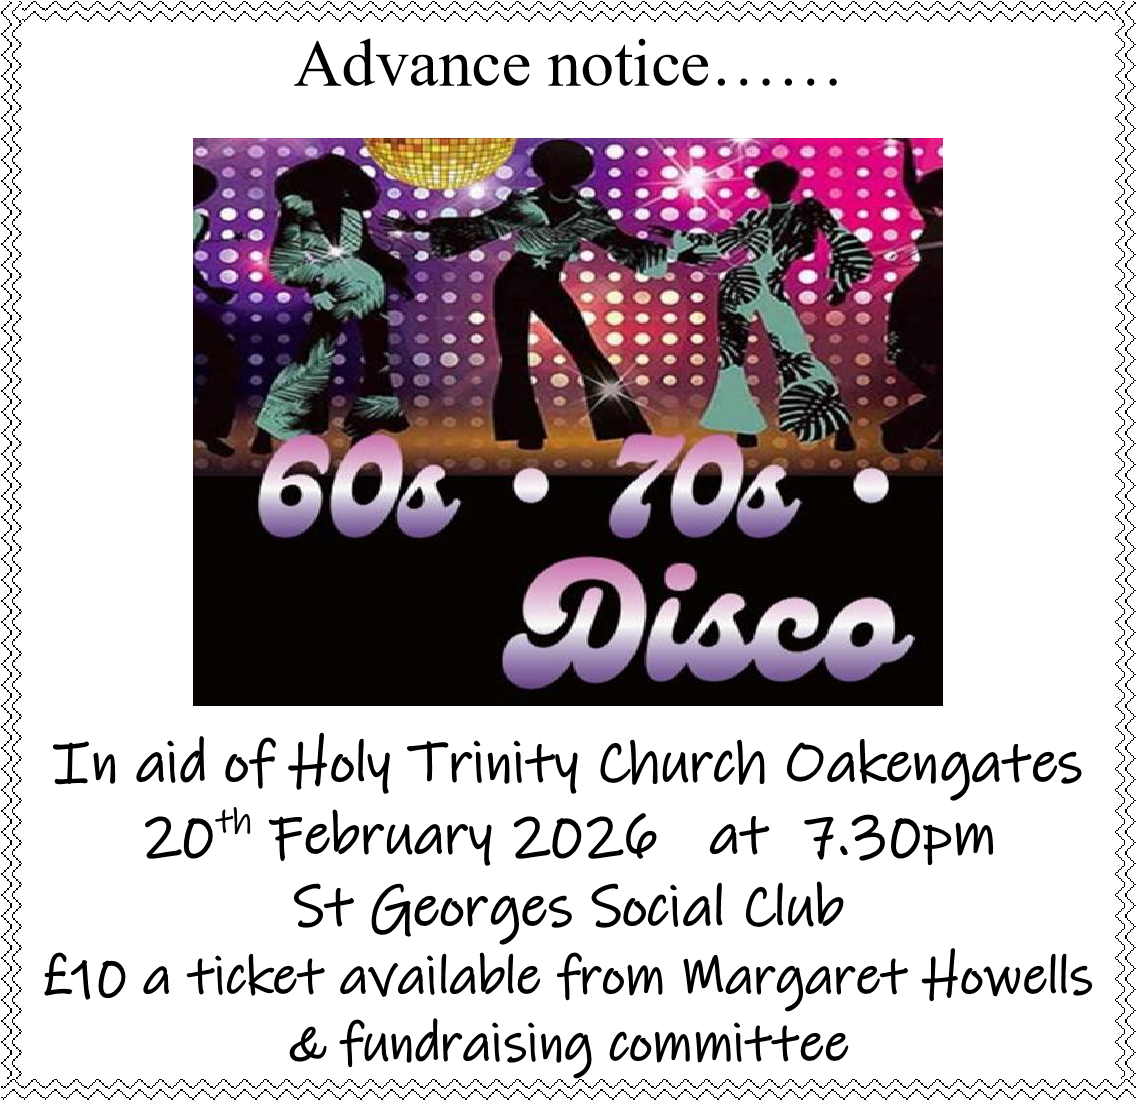 Advance notice……
60s • 70s •
Disco
In aid of Holy Trinity Church Oakengates
20th February 2026 at 7.30pm
St Georges Social Club
£10 a ticket available from Margaret Howells
& fundraising committee